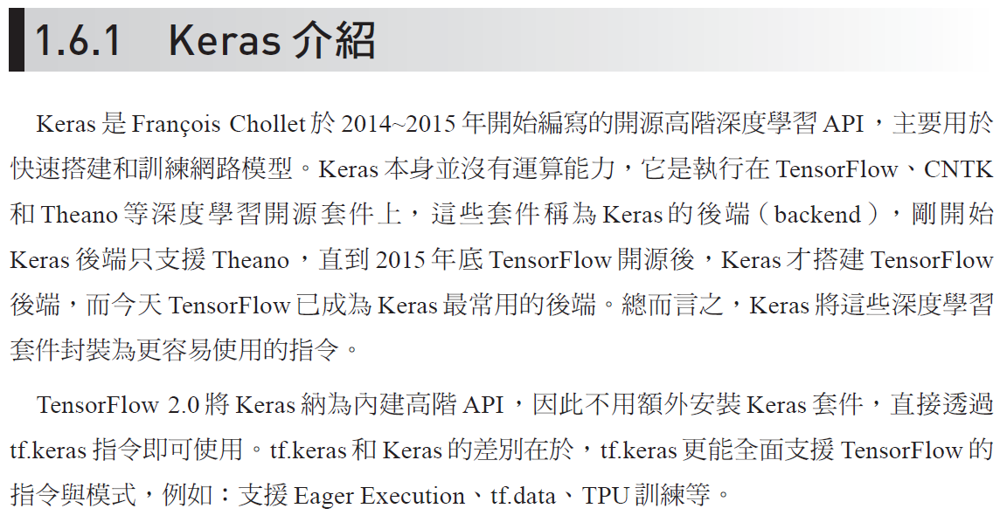 1.6.1 Keras 介紹
Keras 是 François Chollet 於 2014~2015 年開始編寫的開源高階深度學習 API，主要用於
快速搭建和訓練網路模型。Keras 本身並沒有運算能力，它是執行在 TensorFlow、CNTK
和 Theano 等深度學習開源套件上，這些套件稱為 Keras 的後端（backend），剛開始
Keras 後端只支援 Theano，直到 2015 年底 TensorFlow 開源後，Keras 才搭建 TensorFlow
後端，而今天 TensorFlow 已成為 Keras 最常用的後端。總而言之，Keras 將這些深度學習
套件封裝為更容易使用的指令。
TensorFlow 2.0 將 Keras 納為內建高階 API，因此不用額外安裝 Keras 套件，直接透過
tf.keras 指令即可使用。tf.keras 和 Keras 的差別在於，tf.keras 更能全面支援 TensorFlow 的
指令與模式，例如：支援 Eager Execution、tf.data、TPU 訓練等。